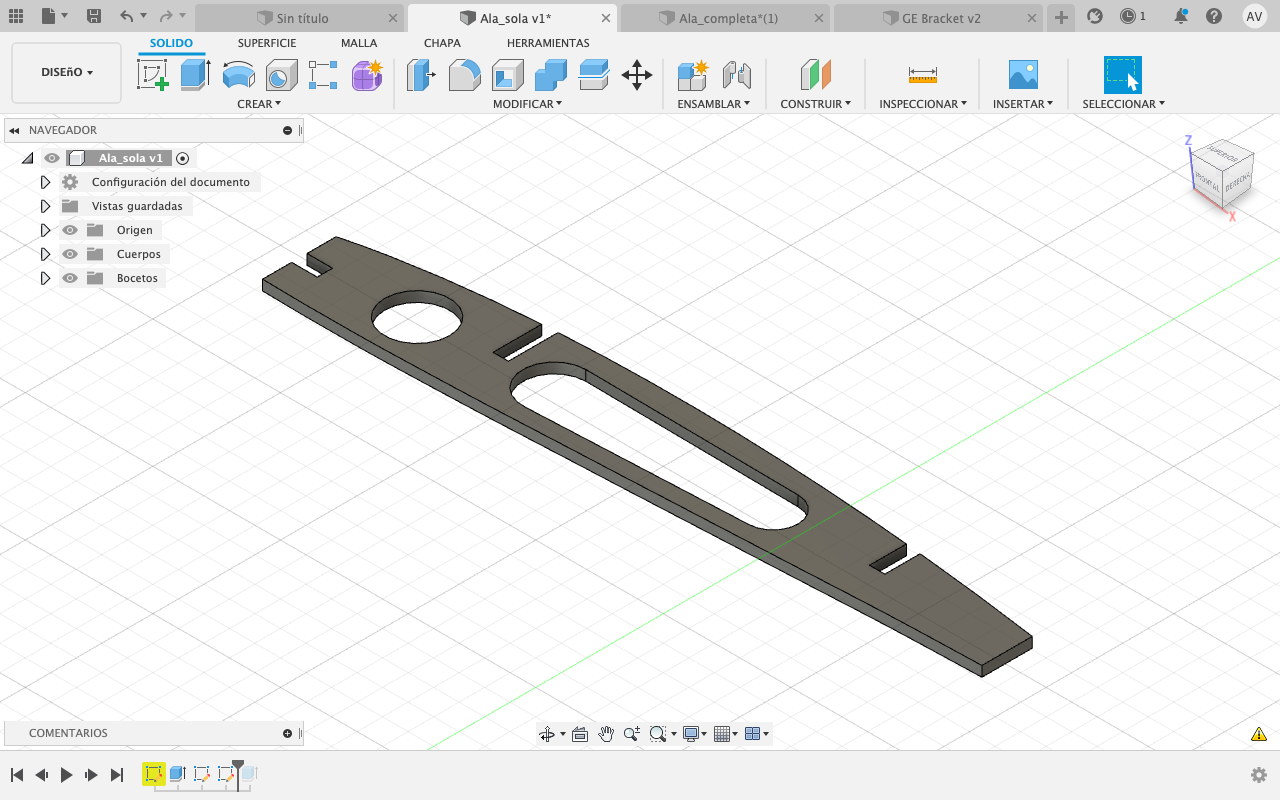 Sin título
Ala_sola v1*
Ala_completa*(1)
GE Bracket v2
1
AV
DISEñO
SOLIDO
SUPERFICIE
MALLA
CHAPA
HERRAMIENTAS
CREAR
MODIFICAR
ENSAMBLAR
CONSTRUIR
INSPECCIONAR
INSERTAR
SELECCIONAR
NAVEGADOR
Ala_sola v1
Configuración del documento
Vistas guardadas
Origen
Cuerpos
Bocetos
Z
SUPERIOR
FRONTAL
DERECHA
X
COMENTARIOS